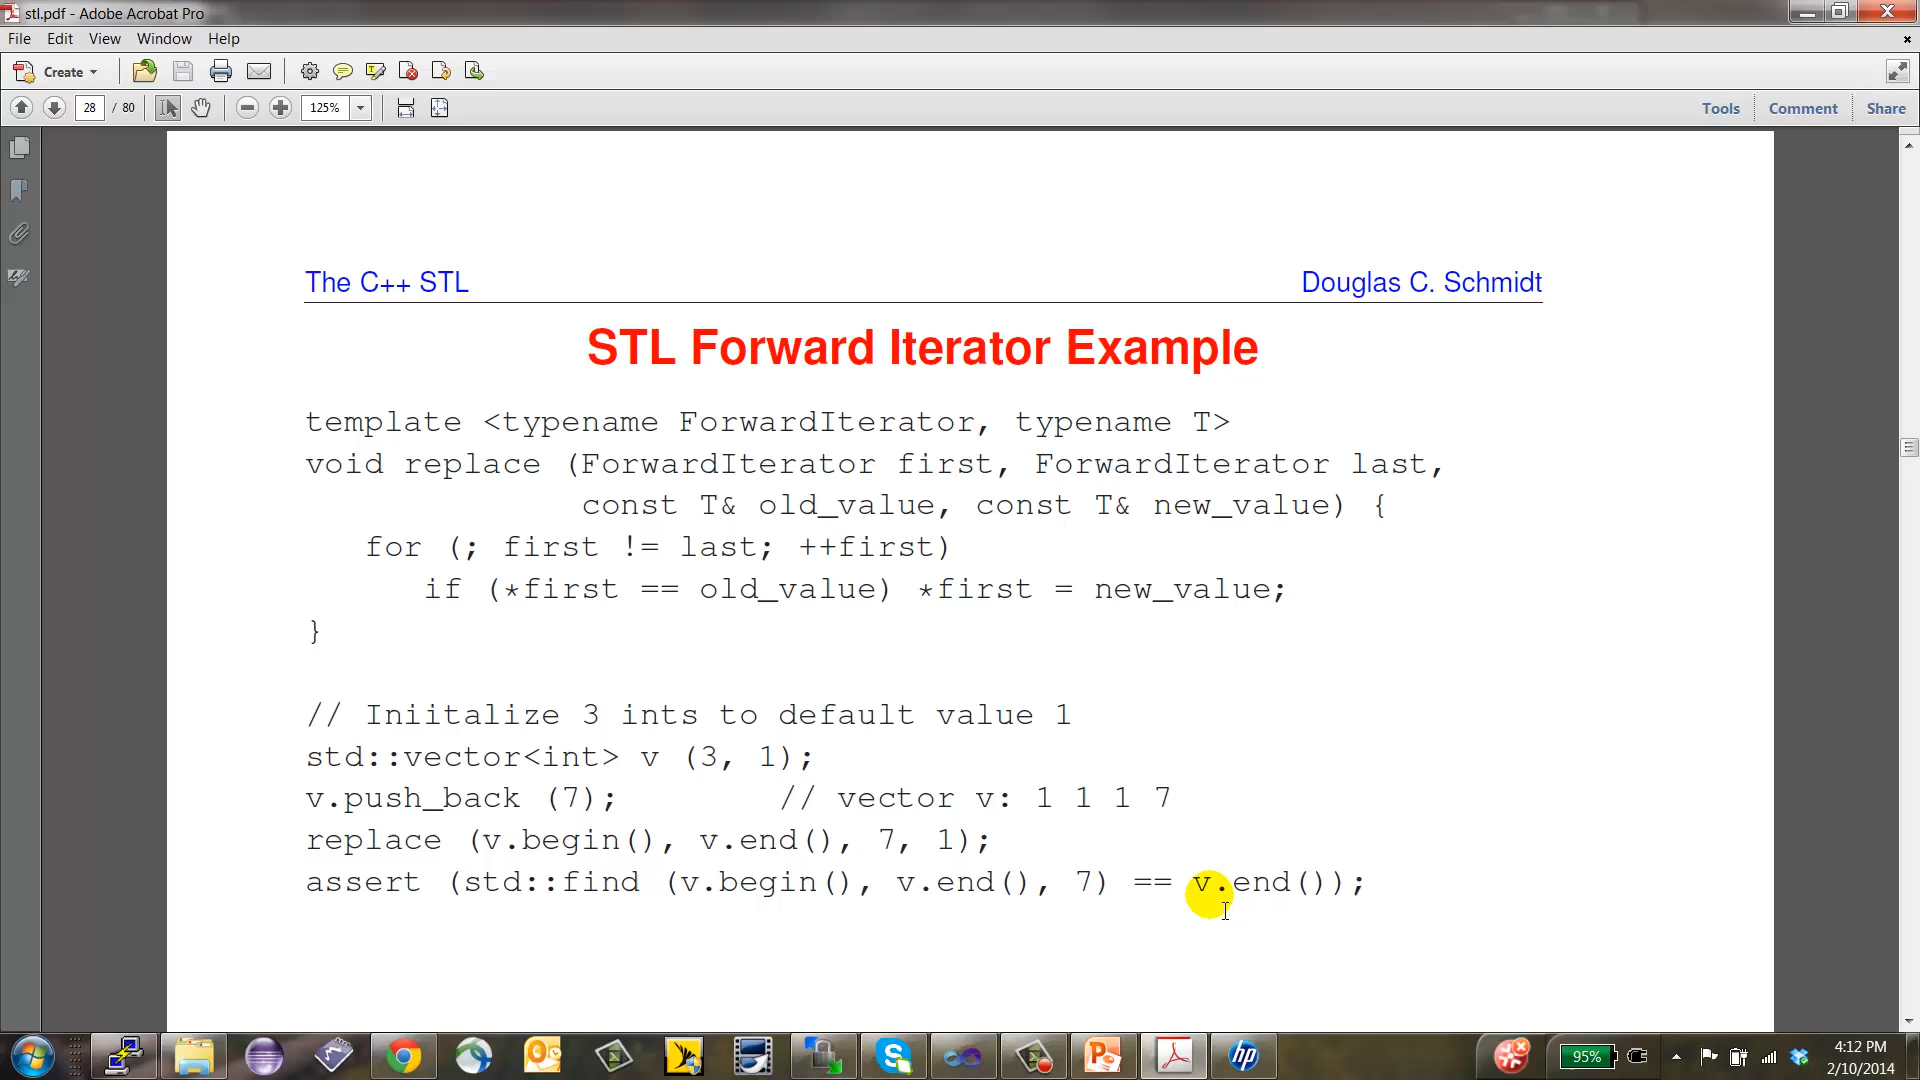 stl.pdf - Adobe Acrobat Pro
File Edit View Window Help
Create
28 / 80 125% Tools Comment Share
The C++ STL Douglas C. Schmidt
STL Forward Iterator Example
template <typename ForwardIterator, typename T>
void replace (ForwardIterator first, ForwardIterator last,
const T& old_value, const T& new_value) {
for (; first != last; ++first)
if (*first == old_value) *first = new_value;
}
// Iniitalize 3 ints to default value 1
std::vector<int> v (3, 1);
v.push_back (7); // vector v: 1 1 1 7
replace (v.begin(), v.end(), 7, 1);
assert (std::find (v.begin(), v.end(), 7) == v.end());
95%
4:12 PM
2/10/2014